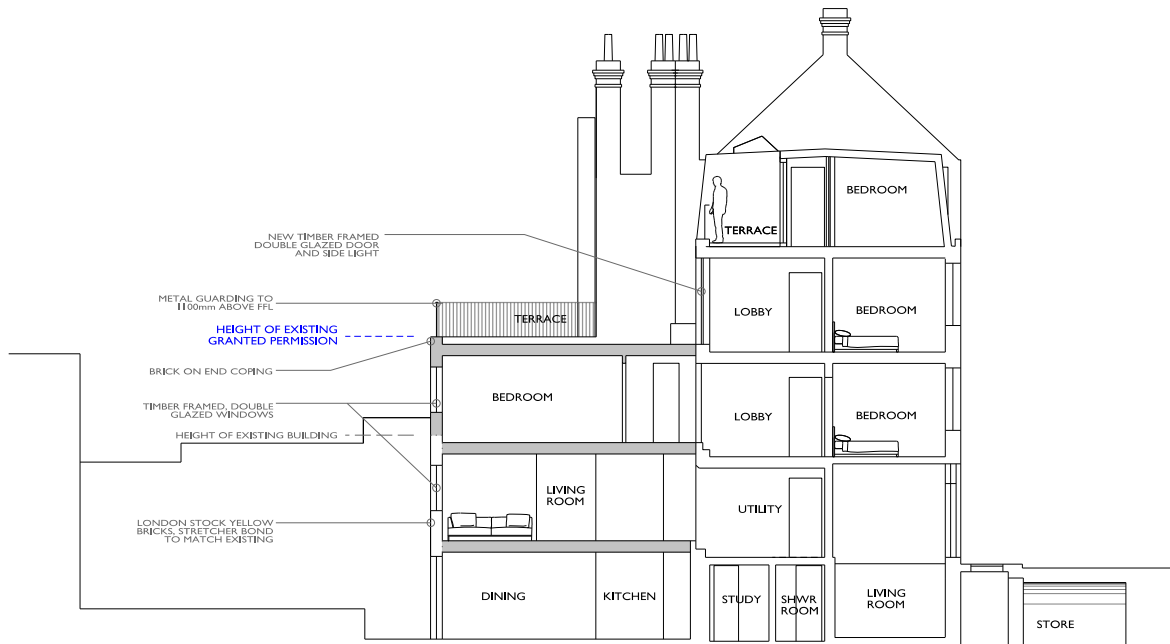 BEDROOM
TERRACE
NEW TIMBER FRAMED
DOUBLE GLAZED DOOR
AND SIDE LIGHT
METAL GUARDING TO
1100mm ABOVE FFL
TERRACE
LOBBY
BEDROOM
HEIGHT OF EXISTING
GRANTED PERMISSION
BRICK ON END COPING
TIMBER FRAMED, DOUBLE
GLAZED WINDOWS
BEDROOM
LOBBY
BEDROOM
HEIGHT OF EXISTING BUILDING
LIVING
ROOM
UTILITY
LONDON STOCK YELLOW
BRICKS, STRETCHER BOND
TO MATCH EXISTING
DINING
KITCHEN
STUDY
SHWR
ROOM
LIVING
ROOM
STORE